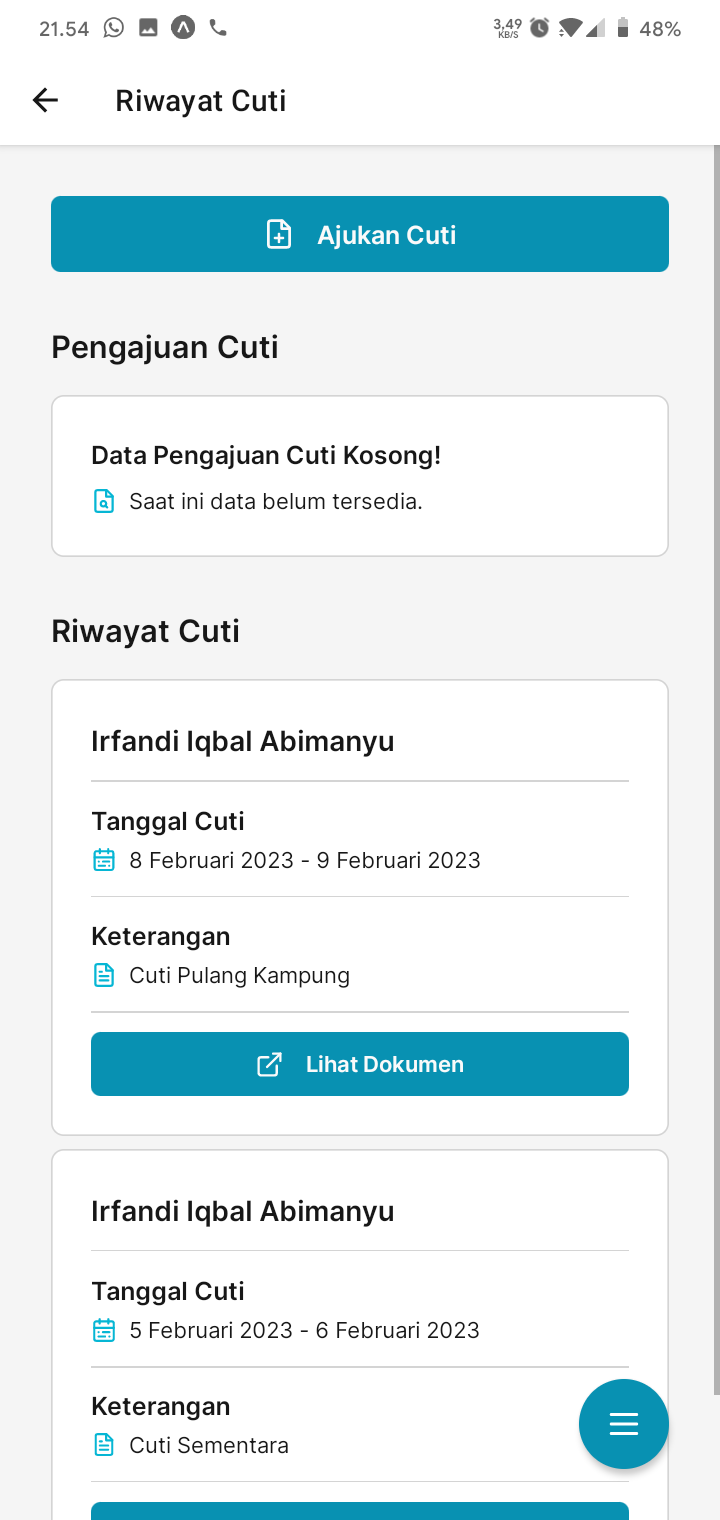 21.54
3,49
KB/S
48%
Riwayat Cuti
Ajukan Cuti
Pengajuan Cuti
Data Pengajuan Cuti Kosong!
Saat ini data belum tersedia.
Riwayat Cuti
Irfandi Iqbal Abimanyu
Tanggal Cuti
8 Februari 2023 - 9 Februari 2023
Keterangan
Cuti Pulang Kampung
Lihat Dokumen
Irfandi Iqbal Abimanyu
Tanggal Cuti
5 Februari 2023 - 6 Februari 2023
Keterangan
Cuti Sementara